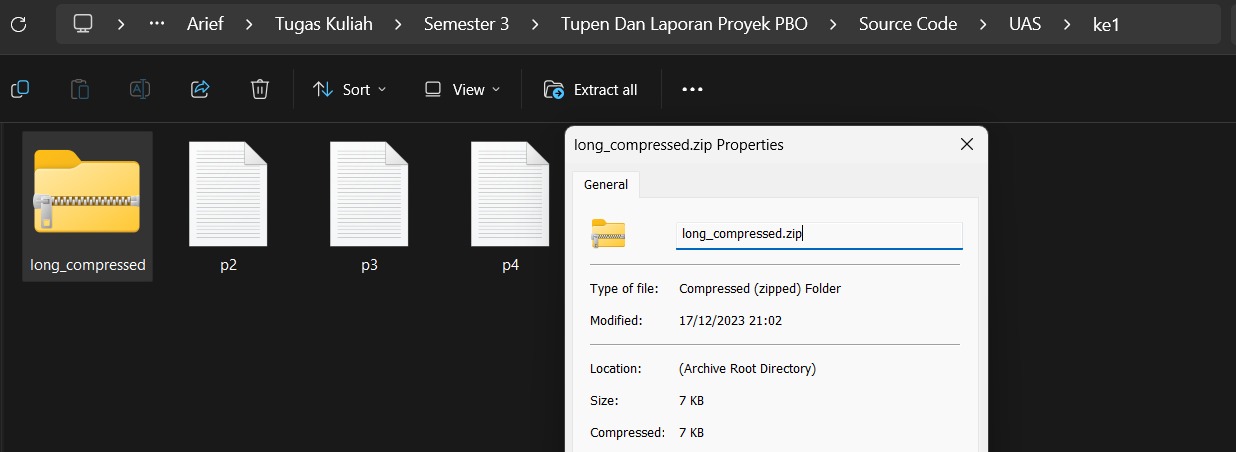 Arief > Tugas Kuliah > Semester 3 > Tupen Dan Laporan Proyek PBO > Source Code > UAS > ke1
Sort View Extract all
long_compressed p2 p3 p4
long_compressed.zip Properties
General
long_compressed.zip
Type of file: Compressed (zipped) Folder
Modified: 17/12/2023 21:02
Location: (Archive Root Directory)
Size: 7 KB
Compressed: 7 KB